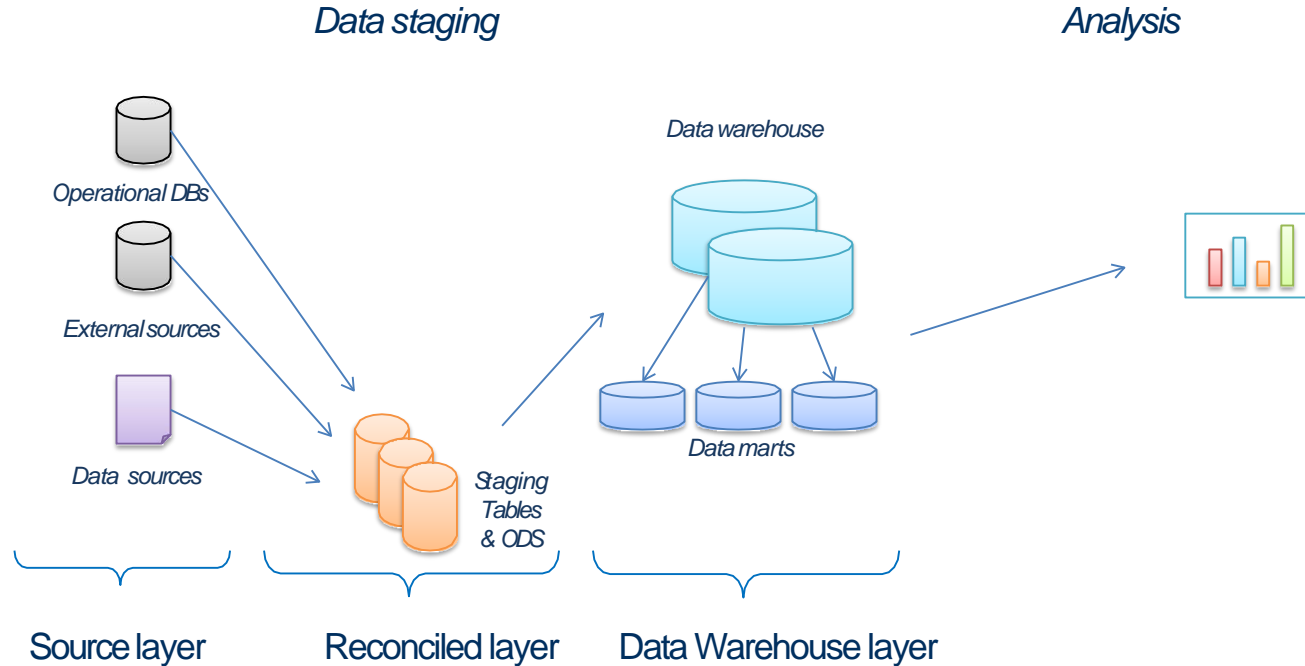 Data staging
Analysis
Data warehouse
Operational DBs
External sources
Data sources
Staging
Tables
& ODS
Data marts
Source layer
Reconciled layer
Data Warehouse layer